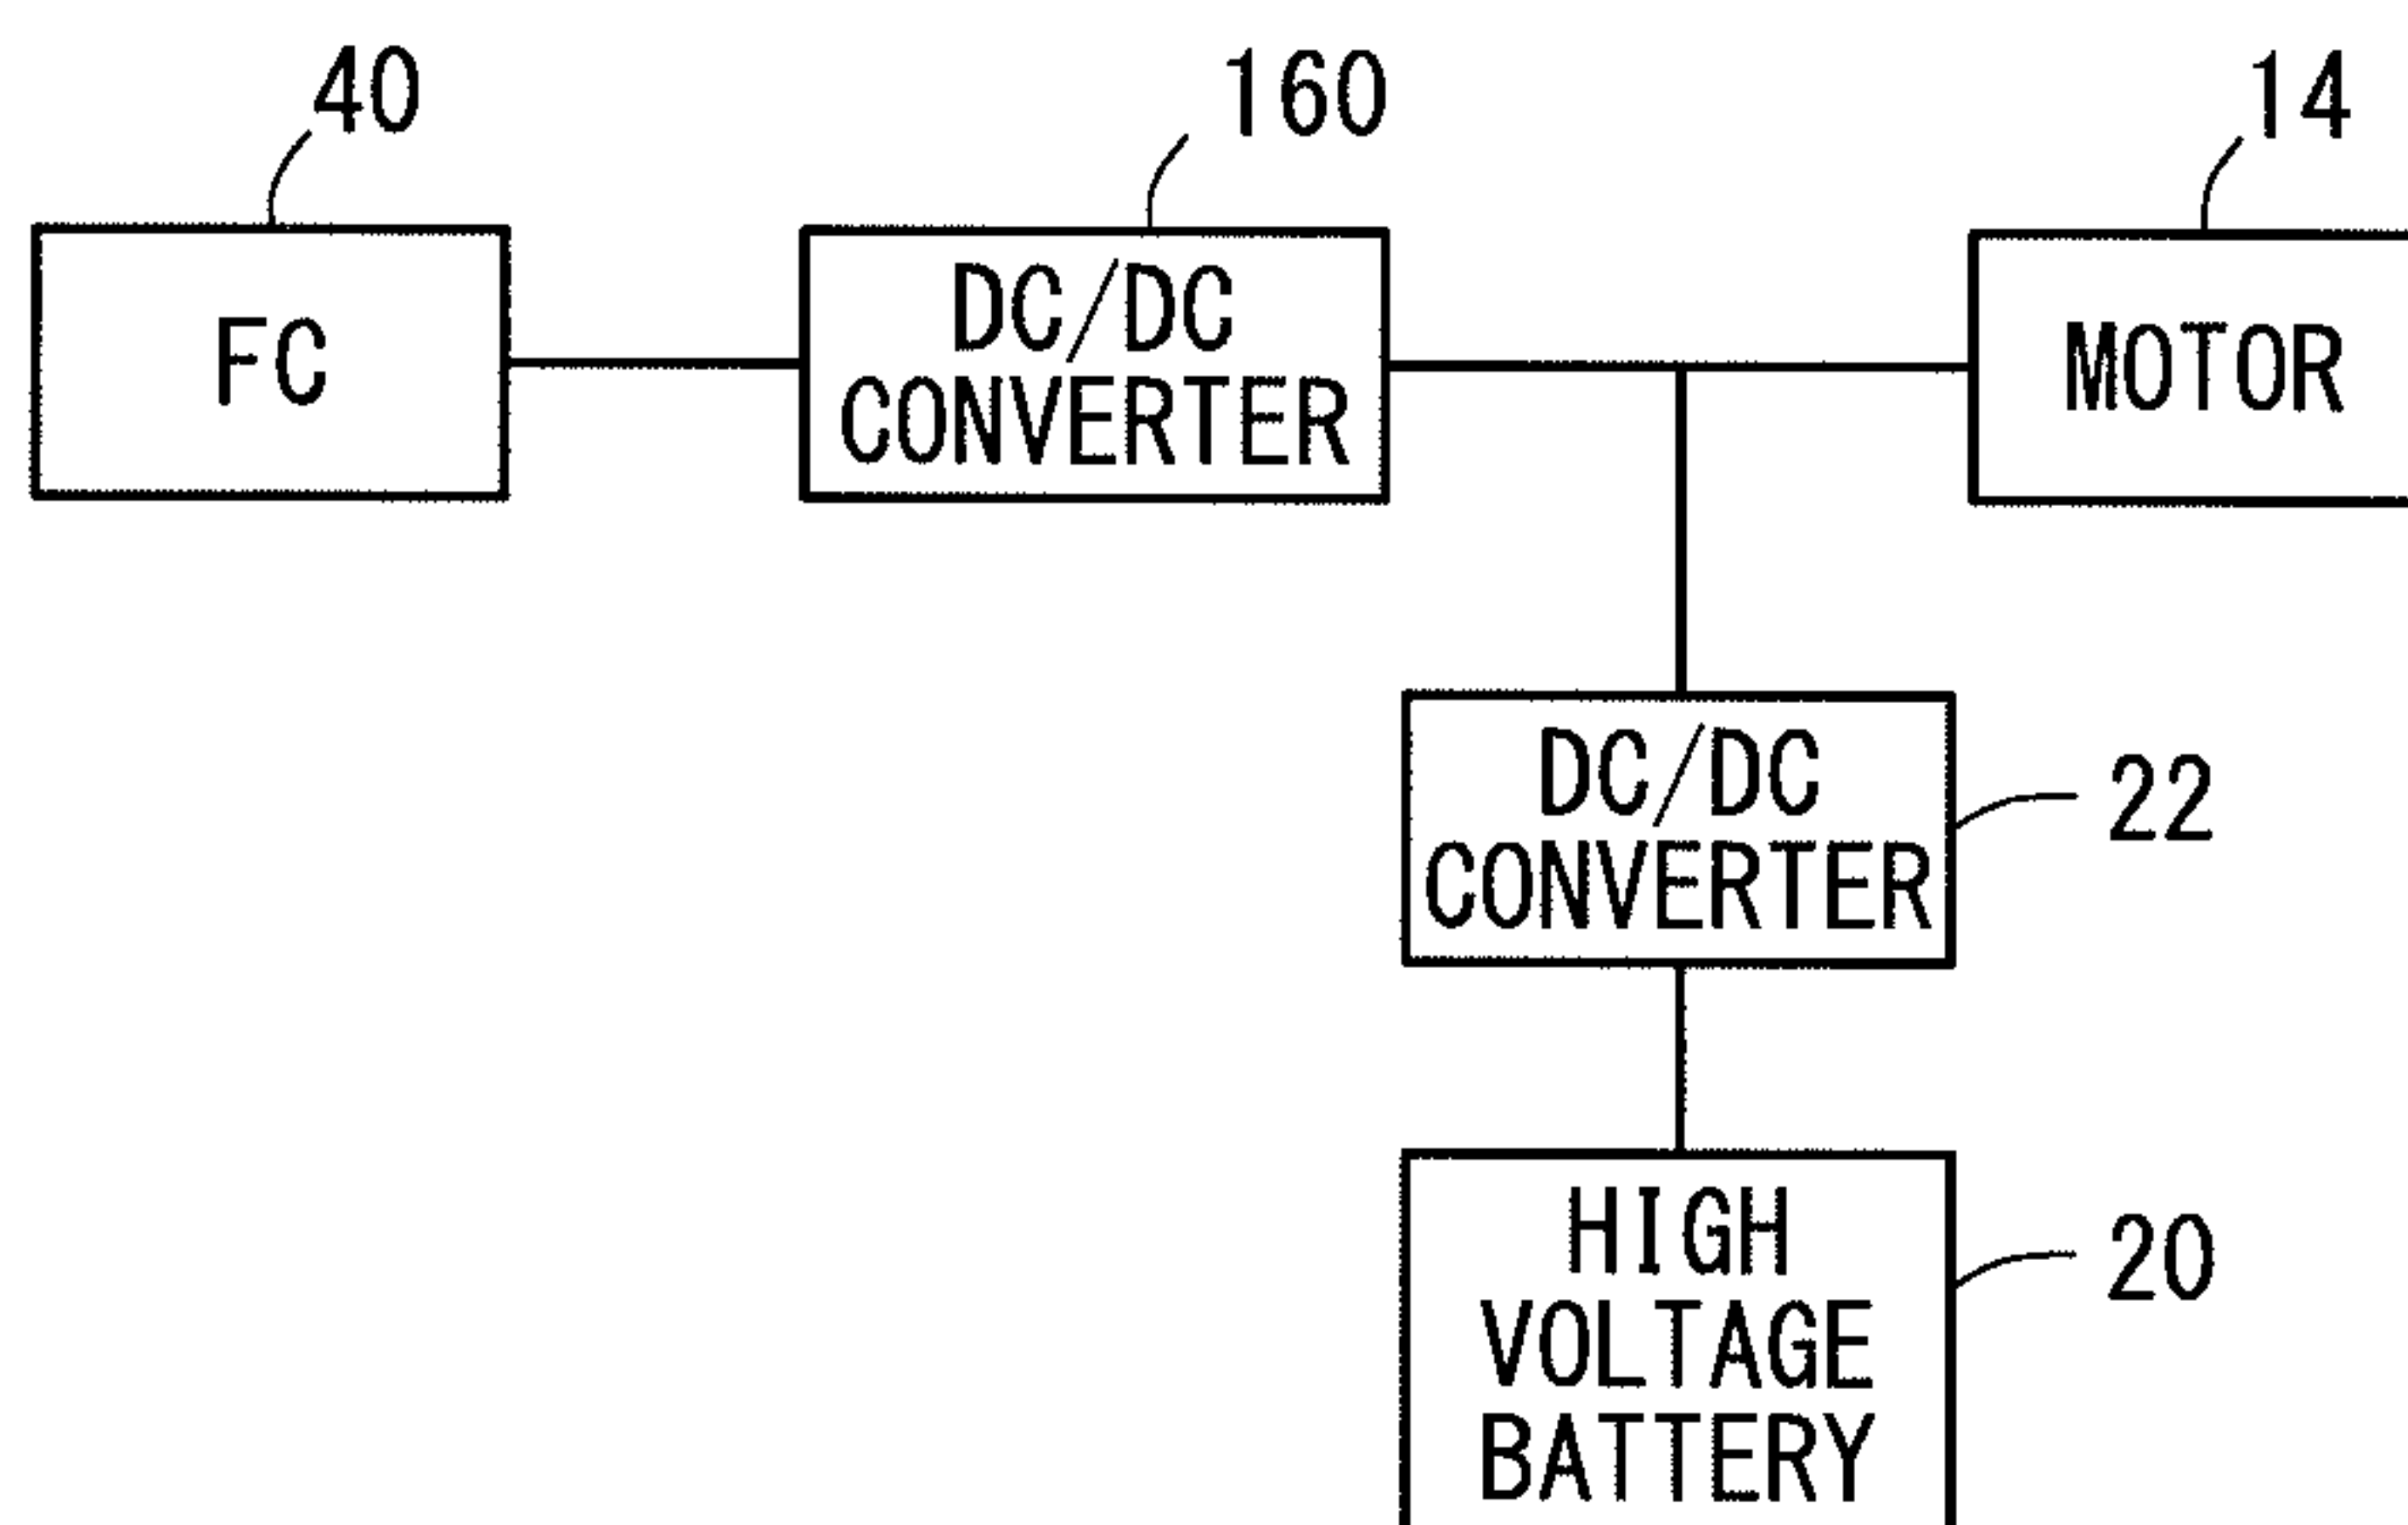 40
160
14
FC
DC/DC
CONVERTER
MOTOR
DC/DC
CONVERTER
22
HIGH
VOLTAGE
BATTERY
20